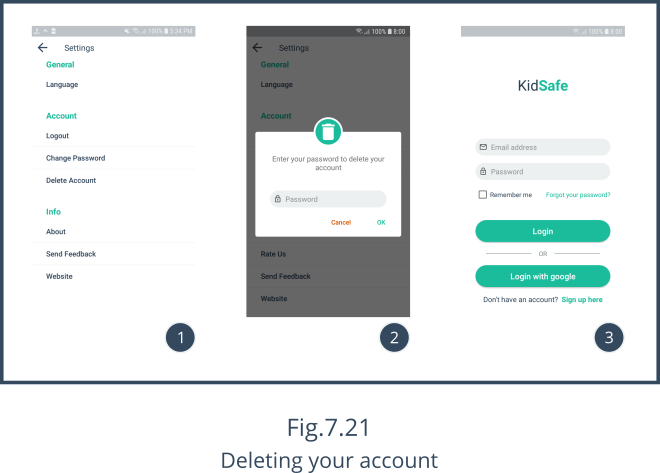 100% 5:34 PM
Settings
General
Language
Account
Logout
Change Password
Delete Account
Info
About
Send Feedback
Website
1
100% 8:00
Settings
General
Language
Account
Enter your password to delete your
account
Password
Cancel
OK
Rate Us
Send Feedback
Website
2
100% 8:00
KidSafe
Email address
Password
Remember me
Forgot your password?
Login
OR
Login with google
Don't have an account? Sign up here
3
Fig.7.21
Deleting your account